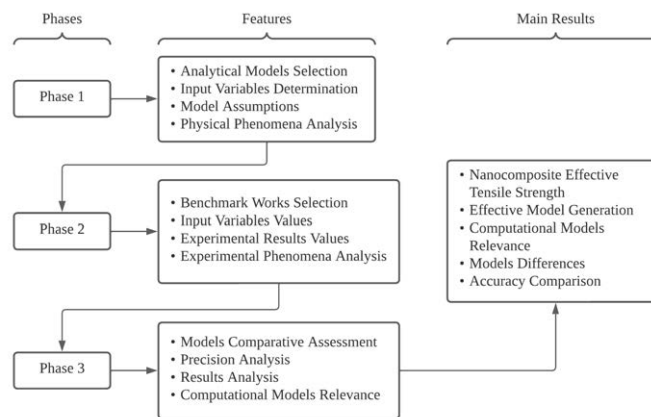 Phases
Features
Main Results
Phase 1
• Analytical Models Selection
• Input Variables Determination
• Model Assumptions
• Physical Phenomena Analysis
Phase 2
• Benchmark Works Selection
• Input Variables Values
• Experimental Results Values
• Experimental Phenomena Analysis
Phase 3
• Models Comparative Assessment
• Precision Analysis
• Results Analysis
• Computational Models Relevance
• Nanocomposite Effective
Tensile Strength
• Effective Model Generation
• Computational Models
Relevance
• Models Differences
• Accuracy Comparison